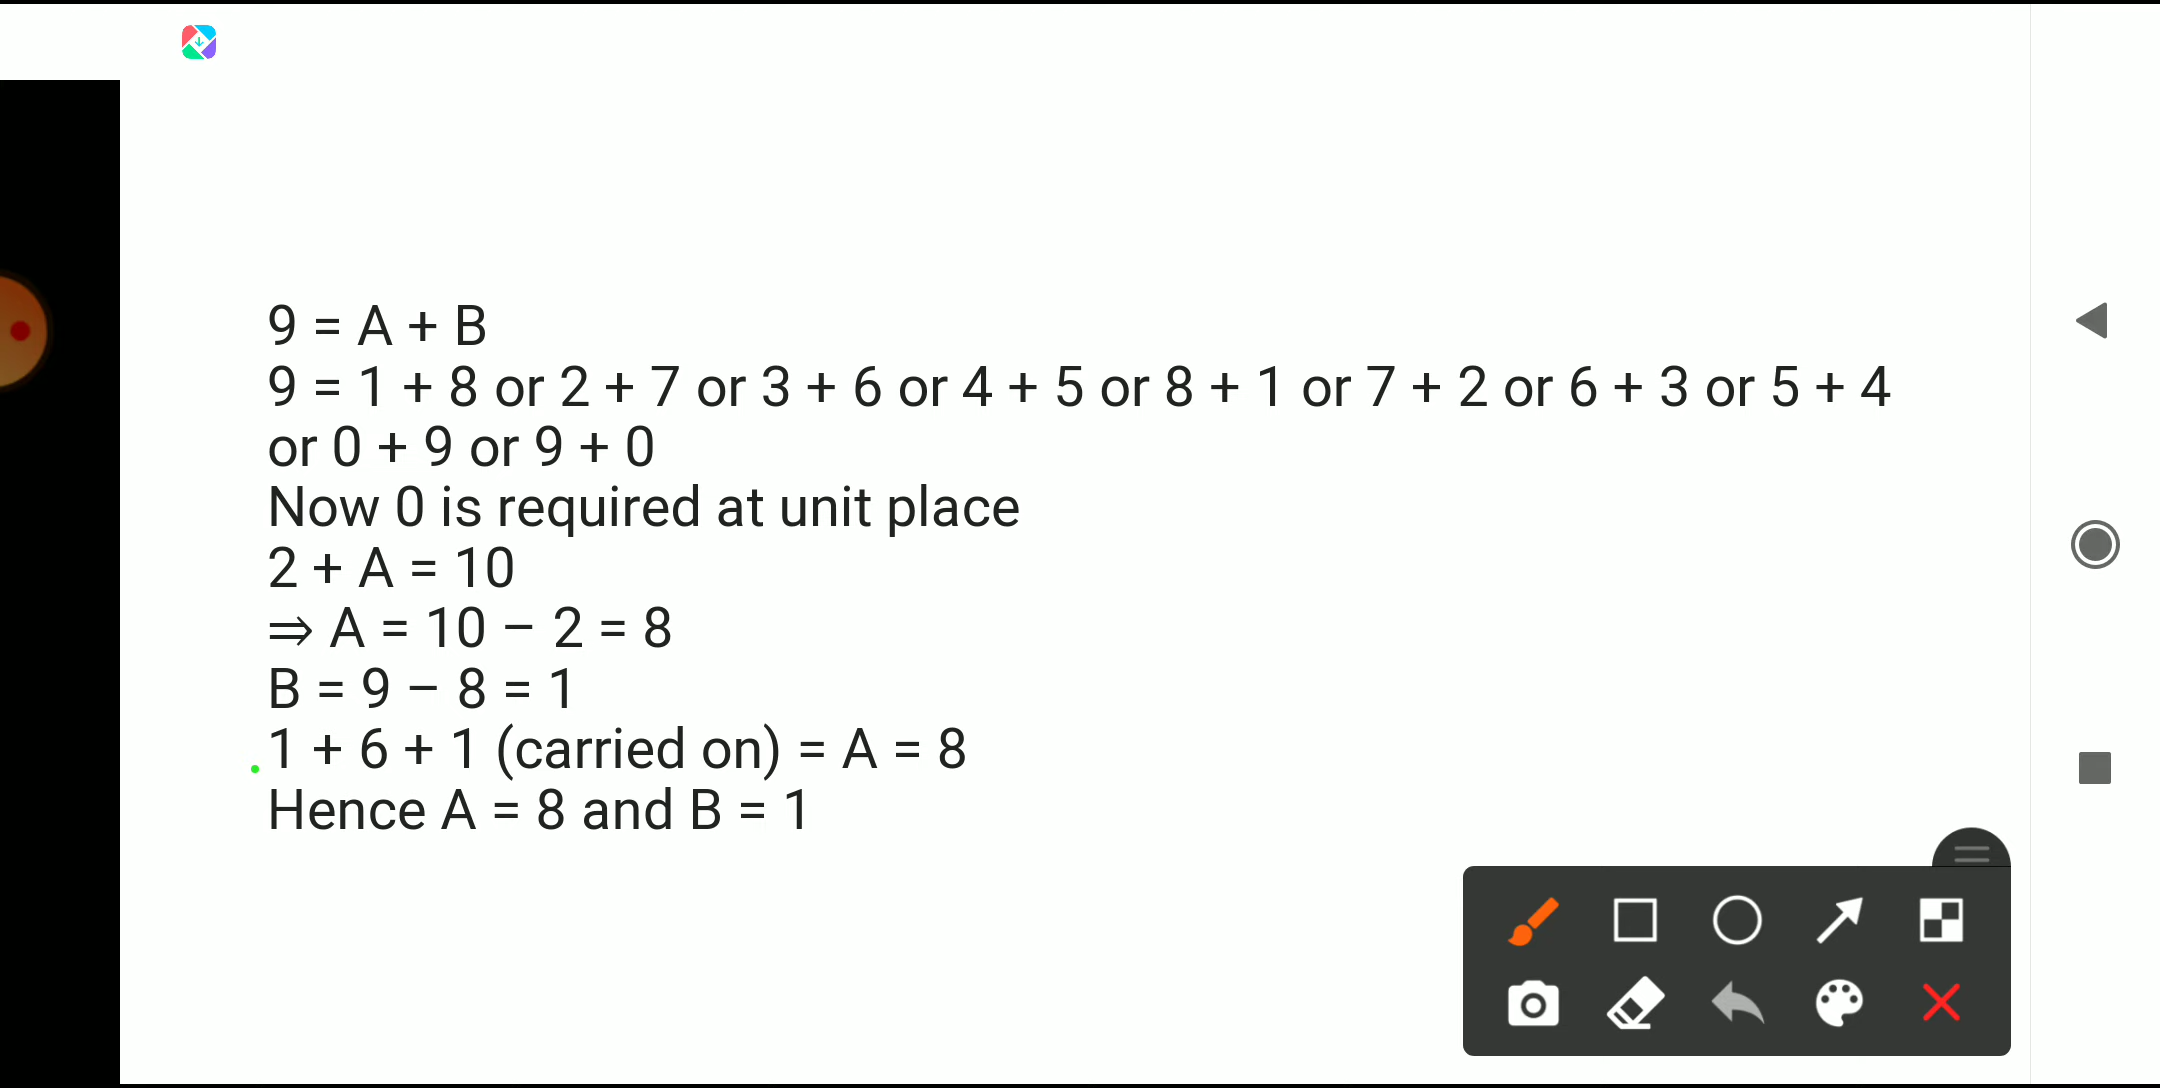 9 = A + B
9 = 1 + 8 or 2 + 7 or 3 + 6 or 4 + 5 or 8 + 1 or 7 + 2 or 6 + 3 or 5 + 4
or 0 + 9 or 9 + 0
Now 0 is required at unit place
2 + A = 10
⇒ A = 10 – 2 = 8
B = 9 – 8 = 1
1 + 6 + 1 (carried on) = A = 8
Hence A = 8 and B = 1